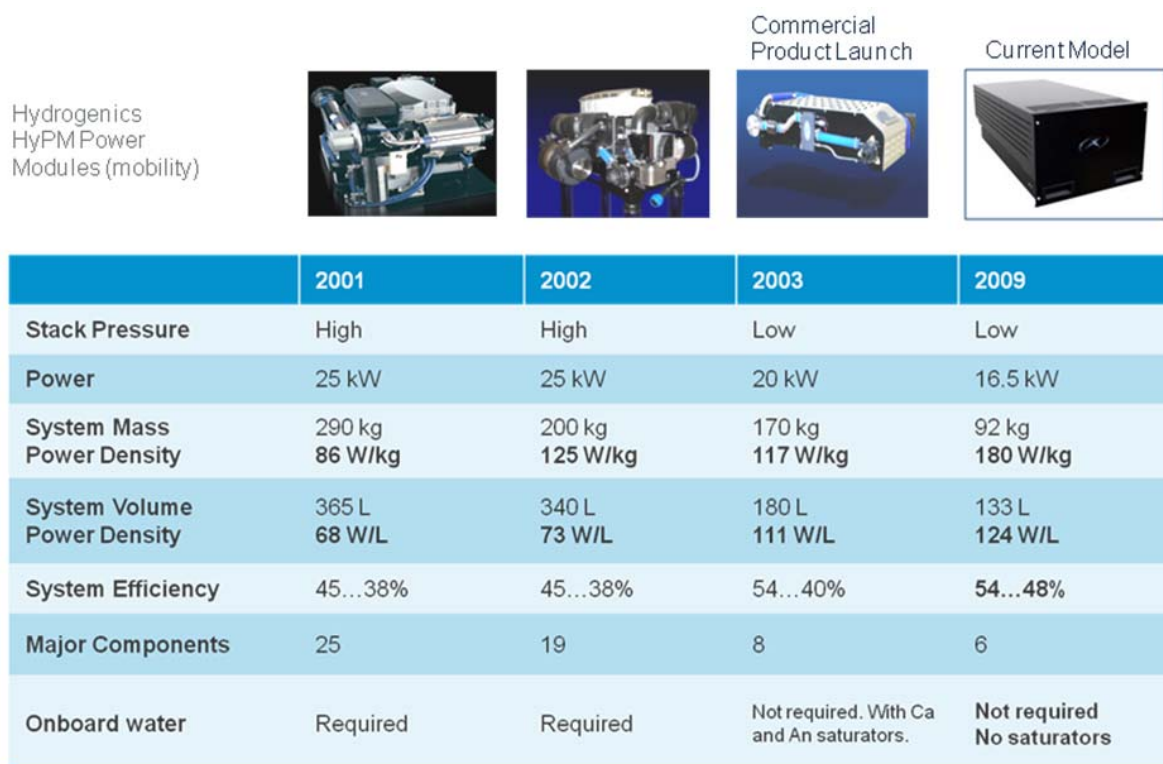 Commercial
Product Launch
Current Model
Hydrogenics
HyPM Power
Modules (mobility)
2001 2002 2003 2009
Stack Pressure High High Low Low
Power 25 kW 25 kW 20 kW 16.5 kW
System Mass 290 kg 200 kg 170 kg 92 kg
Power Density 86 W/kg 125 W/kg 117 W/kg 180 W/kg
System Volume 365 L 340 L 180 L 133 L
Power Density 68 W/L 73 W/L 111 W/L 124 W/L
System Efficiency 45...38% 45...38% 54...40% 54...48%
Major Components 25 19 8 6
Onboard water Required Required Not required. With Ca Not required
and An saturators. No saturators